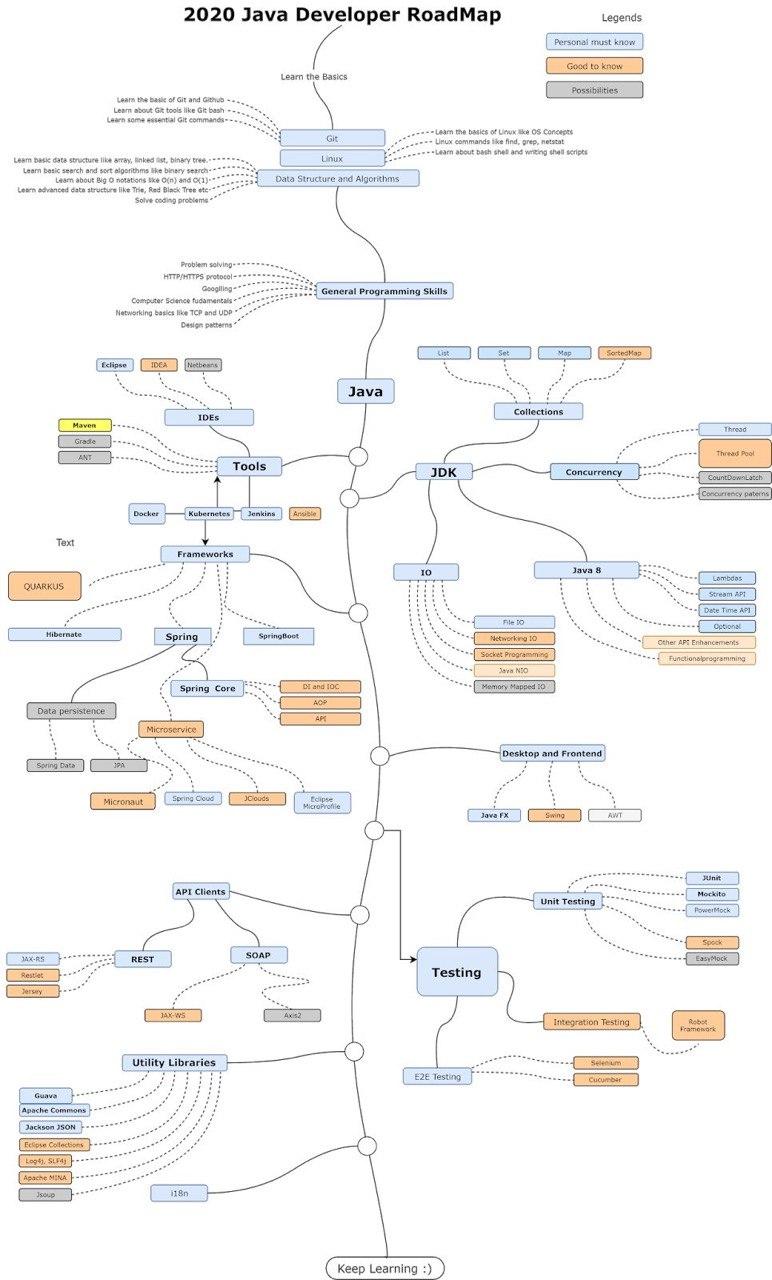 2020 Java Developer RoadMap
Legends
Personal must know
Good to know
Possibilities
Learn the Basics
Learn the basic of Git and Github
Learn about Git tools like Git bash
Learn some essential Git commands
Git
Learn the basics of Linux like OS Concepts
Linux commands like find, grep, netstat
Learn about bash shell and writing shell scripts
Linux
Learn basic data structure like array, linked list, binary tree.
Learn basic search and sort algorithms like binary search
Learn about Big O notations like O(n) and O(1)
Learn advanced data structure like Trie, Red Black Tree etc
Solve coding problems
Data Structure and Algorithms
Problem solving
HTTP/HTTPS protocol
Googlling
Computer Science fudamentals
Networking basics like TCP and UDP
Design patterns
General Programming Skills
Java
Eclipse
IDEA
Netbeans
IDEs
Maven
Gradle
ANT
Tools
Docker
Kubernetes
Jenkins
Ansible
List
Set
Map
SortedMap
Collections
JDK
Concurrency
Thread
Thread Pool
CountDownLatch
Concurrency paterns
Text
Frameworks
QUARKUS
Hibernate
Spring
SpringBoot
Spring Core
DI and IOC
AOP
API
Data persistence
Spring Data
JPA
Microservice
Micronaut
Spring Cloud
JClouds
Eclipse
MicroProfile
IO
File IO
Networking IO
Socket Programming
Java NIO
Memory Mapped IO
Java 8
Lambdas
Stream API
Date Time API
Optional
Other API Enhancements
Functionalprogramming
Desktop and Frontend
Java FX
Swing
AWT
API Clients
REST
SOAP
JAX-RS
Restlet
Jersey
JAX-WS
Axis2
Unit Testing
JUnit
Mockito
PowerMock
Spock
EasyMock
Testing
Integration Testing
Robot
Framework
E2E Testing
Selenium
Cucumber
Utility Libraries
Guava
Apache Commons
Jackson JSON
Eclipse Collections
Log4j, SLF4j
Apache MINA
Jsoup
i18n
Keep Learning :)